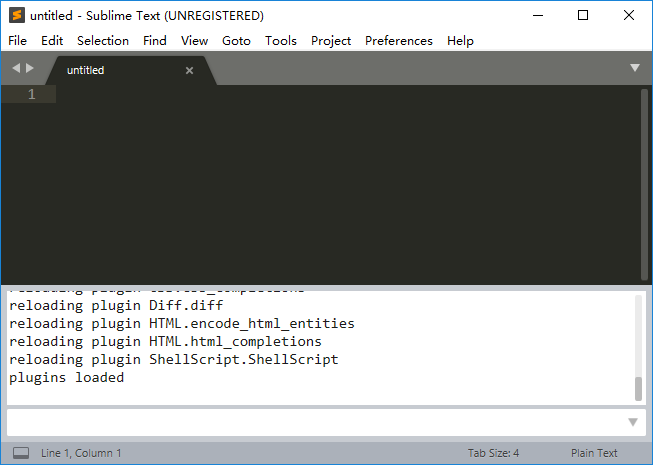 untitled - Sublime Text (UNREGISTERED)
File Edit Selection Find View Goto Tools Project Preferences Help
untitled
1
reloading plugin Diff.diff
reloading plugin HTML.encode_html_entities
reloading plugin HTML.html_completions
reloading plugin ShellScript.ShellScript
plugins loaded
Line 1, Column 1 Tab Size: 4 Plain Text